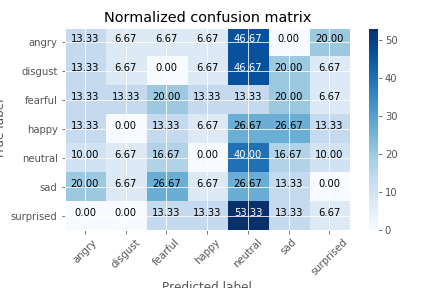 Normalized confusion matrix
angry 13.33 6.67 6.67 6.67 46.67 0.00 20.00
disgust 13.33 6.67 0.00 6.67 46.67 20.00 6.67
fearful 13.33 13.33 20.00 13.33 13.33 20.00 6.67
happy 13.33 0.00 13.33 6.67 26.67 26.67 13.33
neutral 10.00 6.67 16.67 0.00 40.00 16.67 10.00
sad 20.00 6.67 26.67 6.67 26.67 13.33 0.00
surprised 0.00 0.00 13.33 13.33 53.33 13.33 6.67
angry disgust fearful happy neutral sad surprised
Predicted label
True label
50
40
30
20
10
0